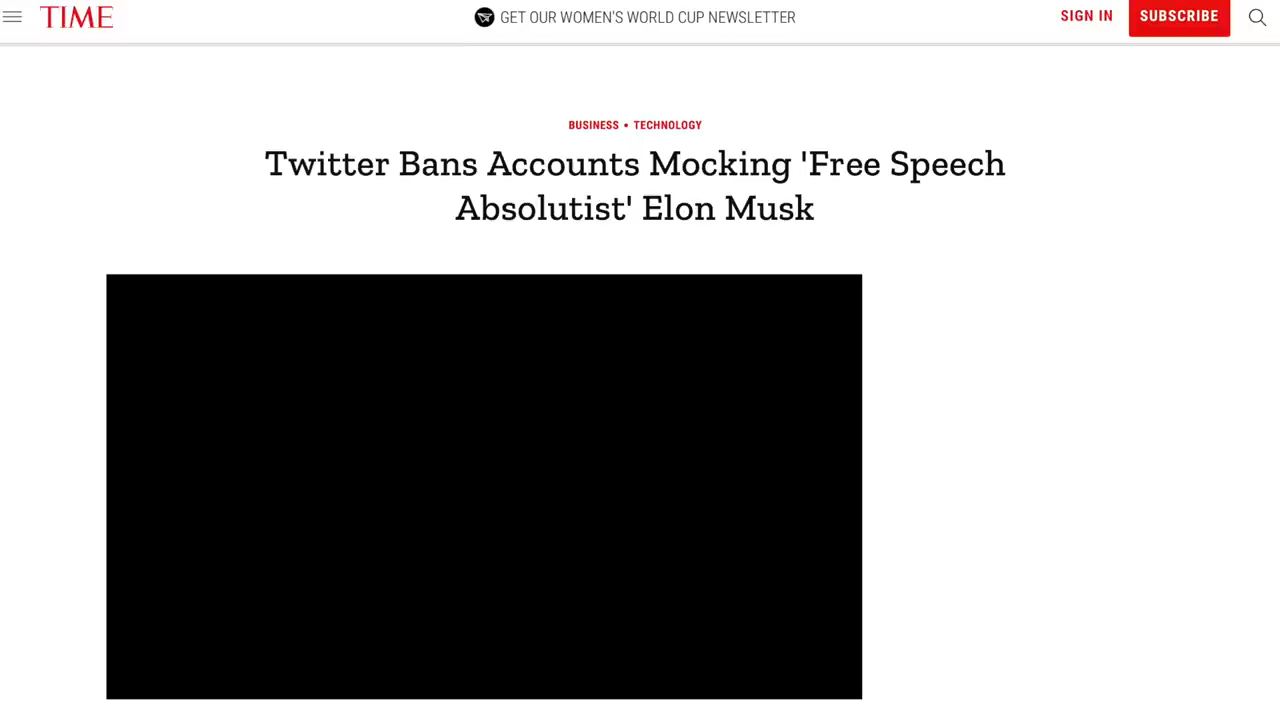 TIME
GET OUR WOMEN'S WORLD CUP NEWSLETTER
SIGN IN
SUBSCRIBE
BUSINESS • TECHNOLOGY
Twitter Bans Accounts Mocking 'Free Speech
Absolutist' Elon Musk